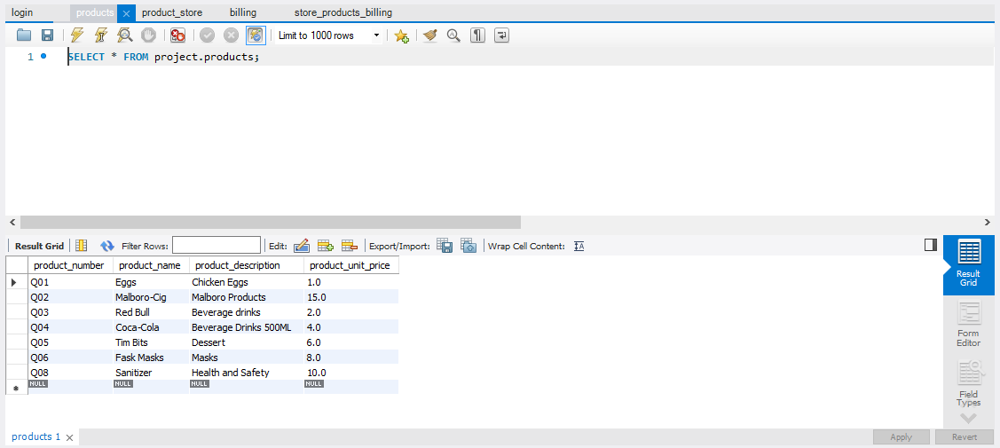 login products product_store billing store_products_billing
Limit to 1000 rows
1 SELECT * FROM project.products;
Result Grid Filter Rows: Edit: Export/Import: Wrap Cell Content:
product_number product_name product_description product_unit_price
Q01 Eggs Chicken Eggs 1.0
Q02 Malboro-Cig Malboro Products 15.0
Q03 Red Bull Beverage drinks 2.0
Q04 Coca-Cola Beverage Drinks 500ML 4.0
Q05 Tim Bits Dessert 6.0
Q06 Fask Masks Masks 8.0
Q08 Sanitizer Health and Safety 10.0
NULL NULL NULL NULL
Result
Grid
Form
Editor
Field
Types
products 1
Apply Revert